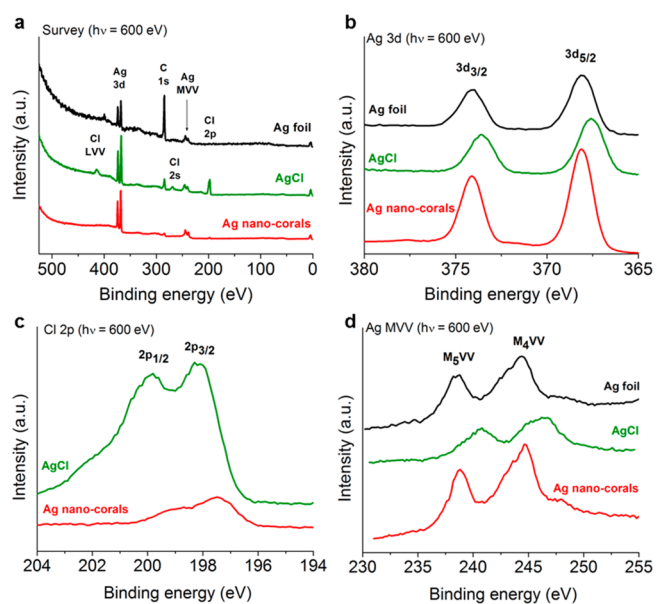 a
Survey (hν = 600 eV)
Intensity (a.u.)
Ag
3d
C
1s
Ag
MVV
Cl
2p
Cl
LVV
Cl
2s
Ag foil
AgCl
Ag nano-corals
500 400 300 200 100 0
Binding energy (eV)
b
Ag 3d (hν = 600 eV)
Intensity (a.u.)
3d3/2
3d5/2
Ag foil
AgCl
Ag nano-corals
380 375 370 365
Binding energy (eV)
c
Cl 2p (hν = 600 eV)
Intensity (a.u.)
2p1/2
2p3/2
AgCl
Ag nano-corals
204 202 200 198 196 194
Binding energy (eV)
d
Ag MVV (hν = 600 eV)
Intensity (a.u.)
M5VV
M4VV
Ag foil
AgCl
Ag nano-corals
230 235 240 245 250 255
Binding energy (eV)